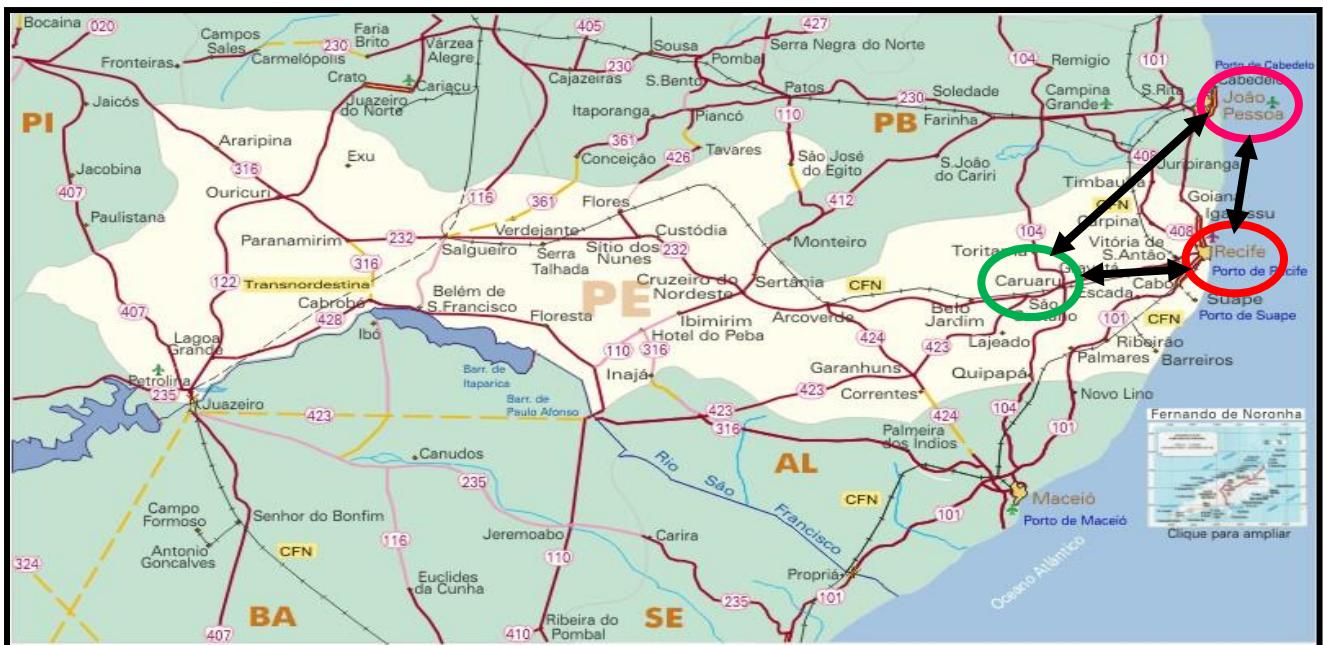 Bocaina
020
Campos
Sales
Faria
Brito
230
Carmelópolis
Várzea
Alegre
405
427
Serra Negra do Norte
Sousa
Pombal
104
Remigio
101
Porto de Cabedelo
Cabedelo
Fronteiras
Crato
Cariaçu
Juazeiro
do Norte
Cajazeiras
230
S.Bento
Patos
230
Soledade
Campina
Grande
S.Rita
João
Pessoa
Jaicós
PI
Itaporanga
Piancó
110
PB
Farinha
Araripina
Exu
361
Conceição
426
Tavares
São José
do Egito
S.João
do Cariri
408
Juripiranga
Jacobina
316
407
Ouricuri
116
361
Flores
412
Timbaúba
CFN
Goiana
Igarassu
Paulistana
Paranamirim
232
Verdejante
Custódia
Monteiro
104
Carpina
408
Salgueiro
Serra
Talhada
Sítio dos
Nunes
232
Toritama
Vitória de
S.Antão
Recife
Porto de Recife
316
122
Transnordestina
PE
Cruzeiro do
Nordeste
Sertânia
CFN
Caruaru
Gravatá
Cabo
Escada
Suape
Porto de Suape
Cabrobó
Belém de
S.Francisco
407
428
Ibó
Floresta
Ibimirim
Hotel do Peba
Arcoverde
Belo
Jardim
São
101
CFN
Lagoa
Grande
110
316
424
423
Lajeado
Ribeirão
Palmares
Barreiros
Petrolina
235
Juazeiro
Barr. de
Itaparica
Inajá
Garanhuns
Quipapá
423
Correntes
Novo Lino
423
Barr. de
Paulo Afonso
423
316
424
104
101
Fernando de Noronha
Palmeira
dos Índios
Canudos
235
Rio
São
Francisco
AL
CFN
Maceió
Porto de Maceió
Campo
Formoso
Senhor do Bonfim
101
Clique para ampliar
Antonio
Goncalves
CFN
116
Jeremoabo
Carira
110
324
Euclides
da Cunha
Propriá
Oceano Atlântico
BA
SE
235
101
407
410
Ribeira do
Pombal